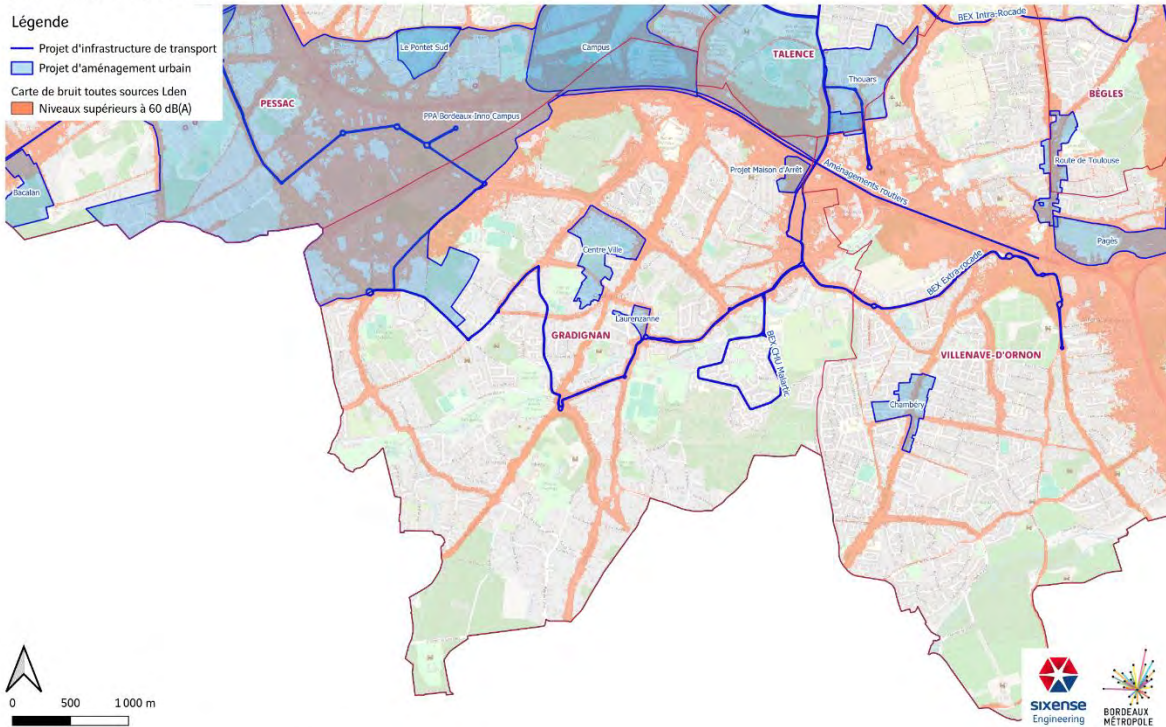 Légende
Projet d'infrastructure de transport
Projet d'aménagement urbain
Carte de bruit toutes sources Lden
Niveaux supérieurs à 60 dB(A)
BEX Intra-Rocade
Le Pontet Sud
Campus
TALENCE
Thouars
BÈGLES
PESSAC
PPA Bordeaux-Inno Campus
Route de Toulouse
Projet Maison d'Arrêt
Aménagements routiers
Bacalan
Pagès
Centre Ville
BEX Extra-rocade
Laurenzanne
GRADIGNAN
BEX CHU Malartic
VILLENAVE-D'ORNON
Chambéry
0 500 1 000 m
sixense
Engineering
BORDEAUX
MÉTROPOLE